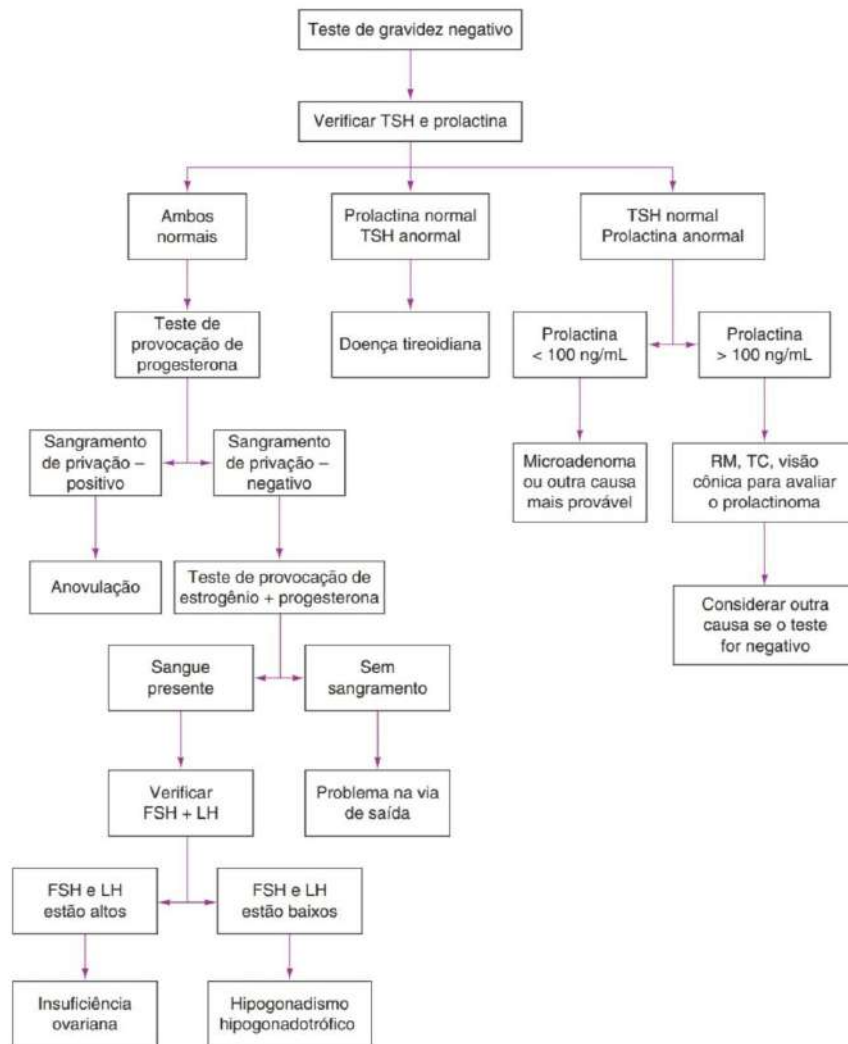 Teste de gravidez negativo
Verificar TSH e prolactina
Ambos
normais
Prolactina normal
TSH anormal
TSH normal
Prolactina anormal
Teste de
provocação de
progesterona
Doença tireoidiana
Prolactina
< 100 ng/mL
Prolactina
> 100 ng/mL
Sangramento
de privação –
positivo
Sangramento
de privação –
negativo
Microadenoma
ou outra causa
mais provável
RM, TC, visão
cônica para avaliar
o prolactinoma
Anovulação
Teste de provocação de
estrogênio + progesterona
Considerar outra
causa se o teste
for negativo
Sangue
presente
Sem
sangramento
Verificar
FSH + LH
Problema na via
de saída
FSH e LH
estão altos
FSH e LH
estão baixos
Insuficiência
ovariana
Hipogonadismo
hipogonadotrófico